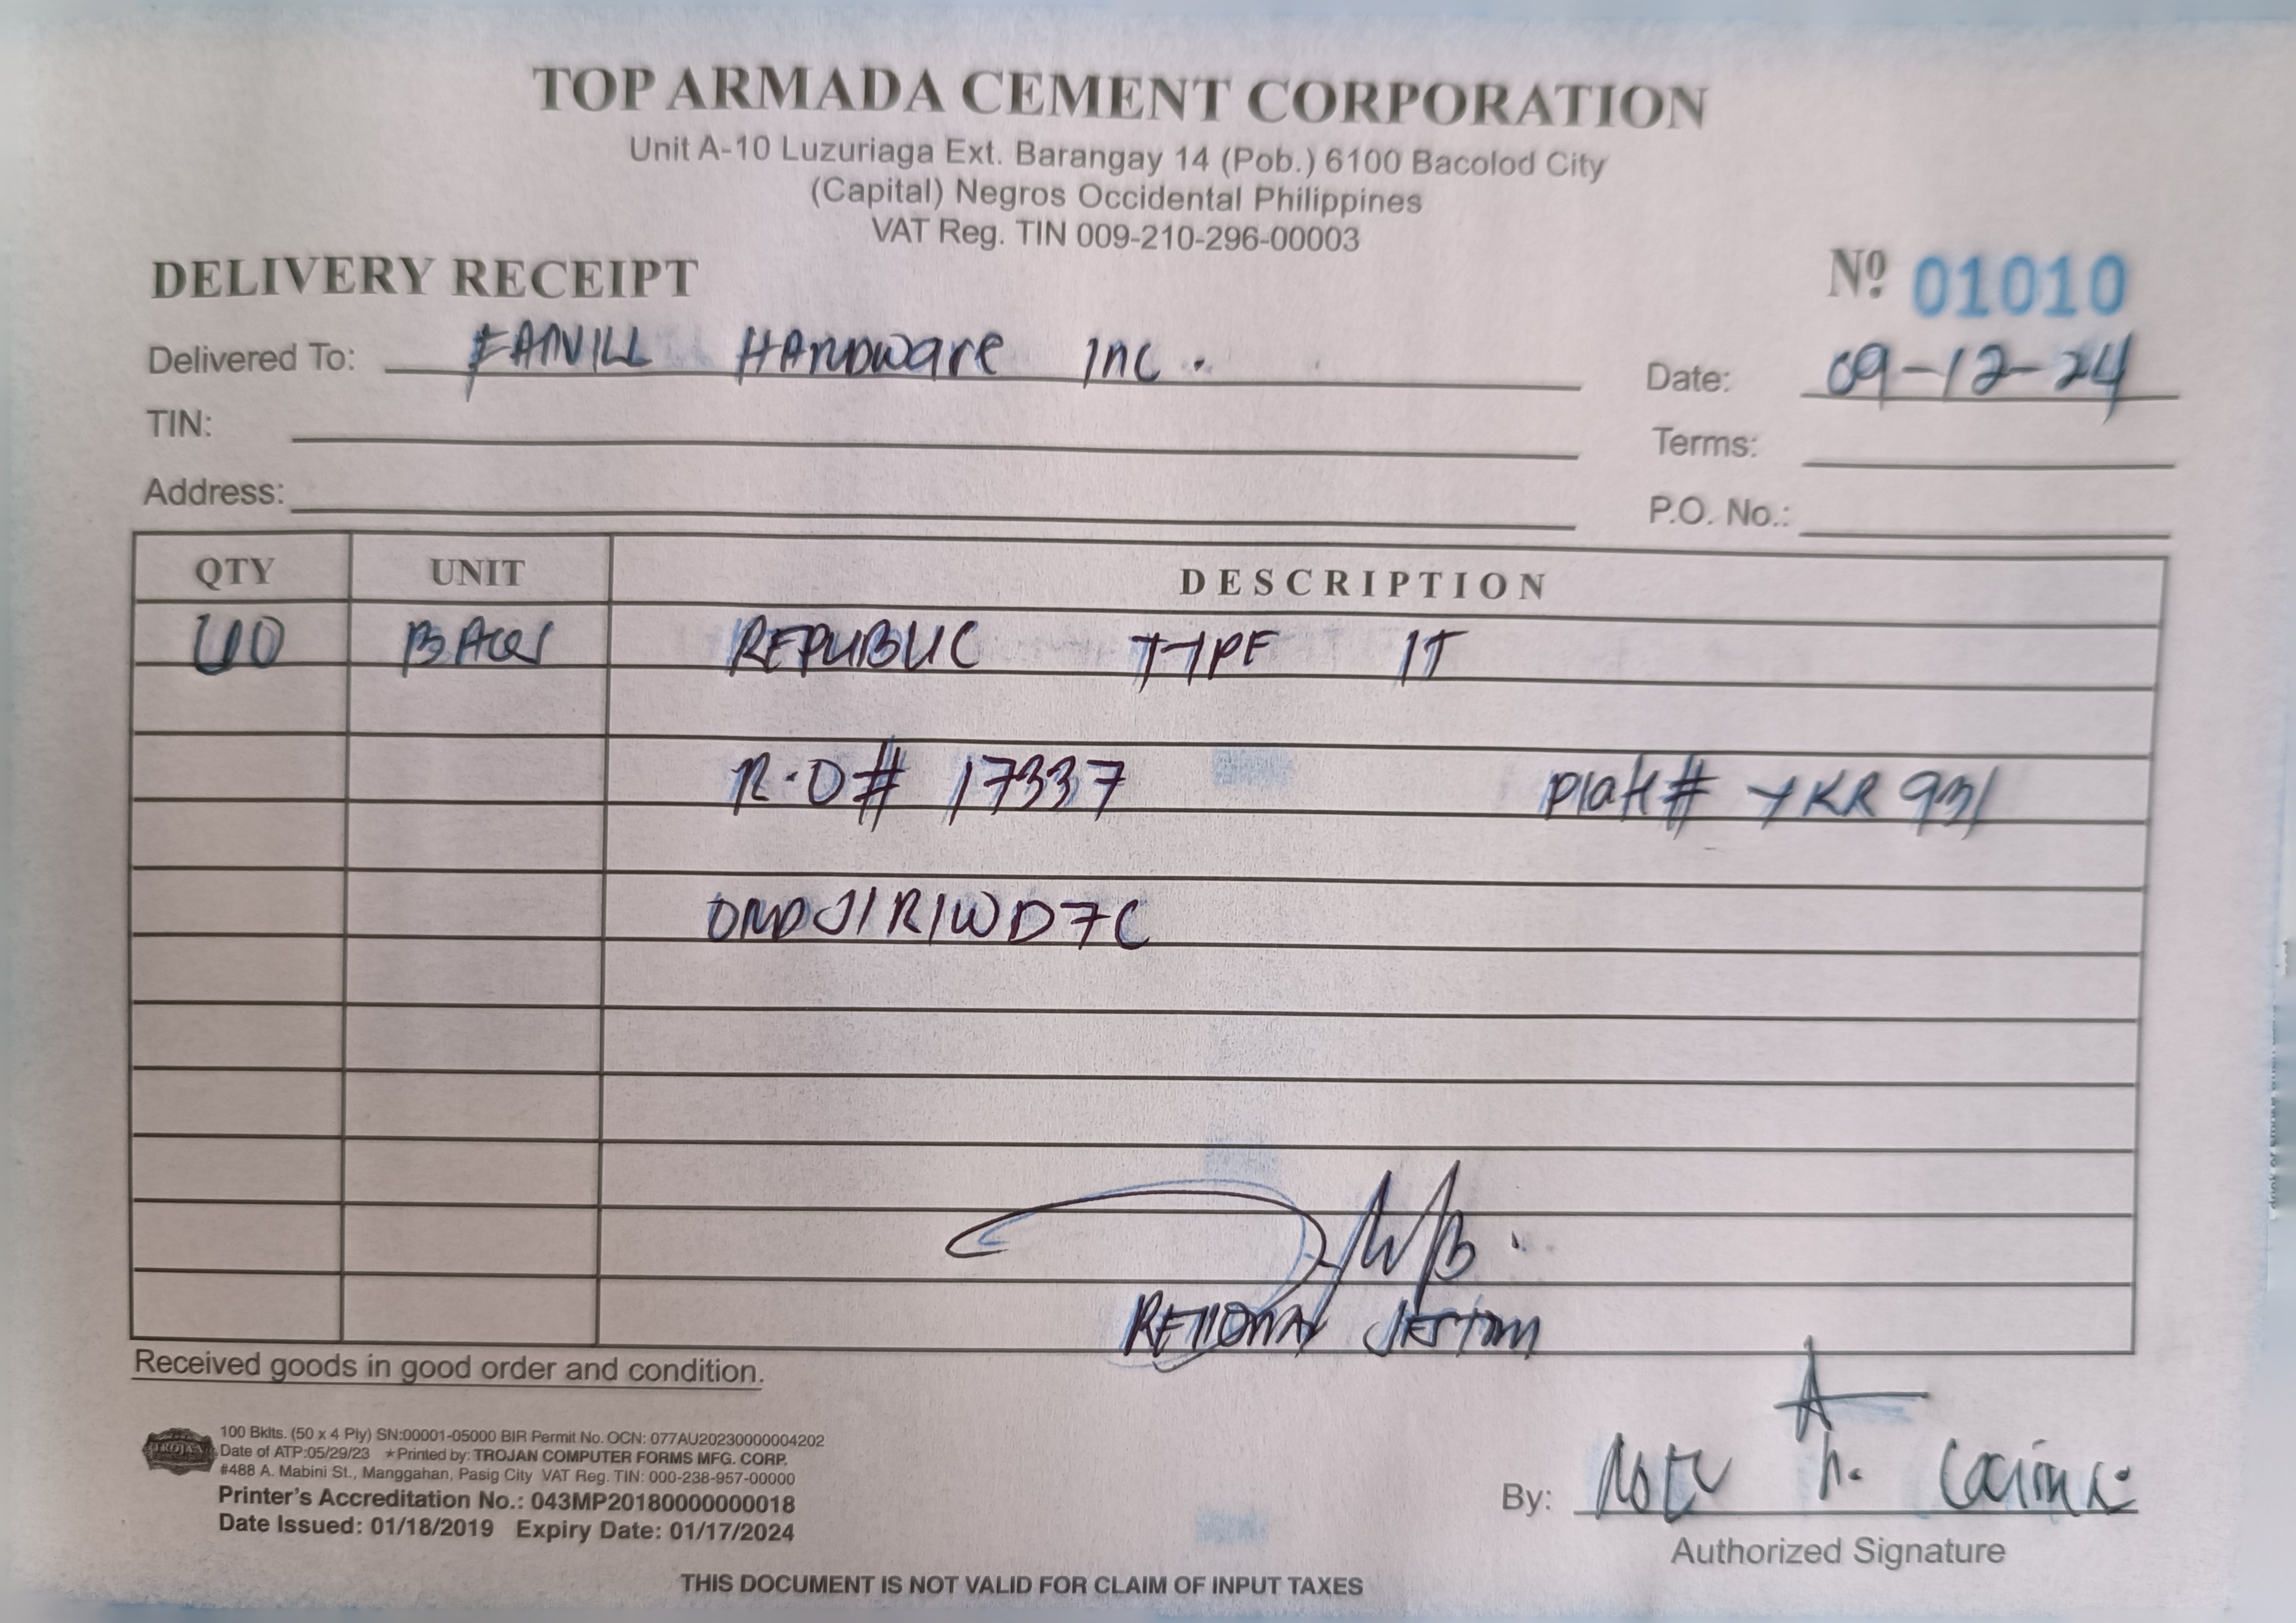 TOP ARMADA CEMENT CORPORATION
Unit A-10 Luzuriaga Ext. Barangay 14 (Pob.) 6100 Bacolod City
(Capital) Negros Occidental Philippines
VAT Reg. TIN 009-210-296-00003
DELIVERY RECEIPT
Nº 01010
Delivered To: Hardware Inc.
Date: 09-12-24
TIN:
Terms:
Address:
P.O. No.:
QTY UNIT DESCRIPTION
REPUBLIC TYPE 1T
R.O# 17337 # YKR 931
Received goods in good order and condition.
TROJAN
100 Bklts. (50 x 4 Ply) SN:00001-05000 BIR Permit No. OCN: 077AU20230000004202
Date of ATP:05/29/23 ★Printed by: TROJAN COMPUTER FORMS MFG. CORP.
#488 A. Mabini St., Manggahan, Pasig City VAT Reg. TIN: 000-238-957-00000
Printer's Accreditation No.: 043MP20180000000018
Date Issued: 01/18/2019 Expiry Date: 01/17/2024
By:
Authorized Signature
THIS DOCUMENT IS NOT VALID FOR CLAIM OF INPUT TAXES